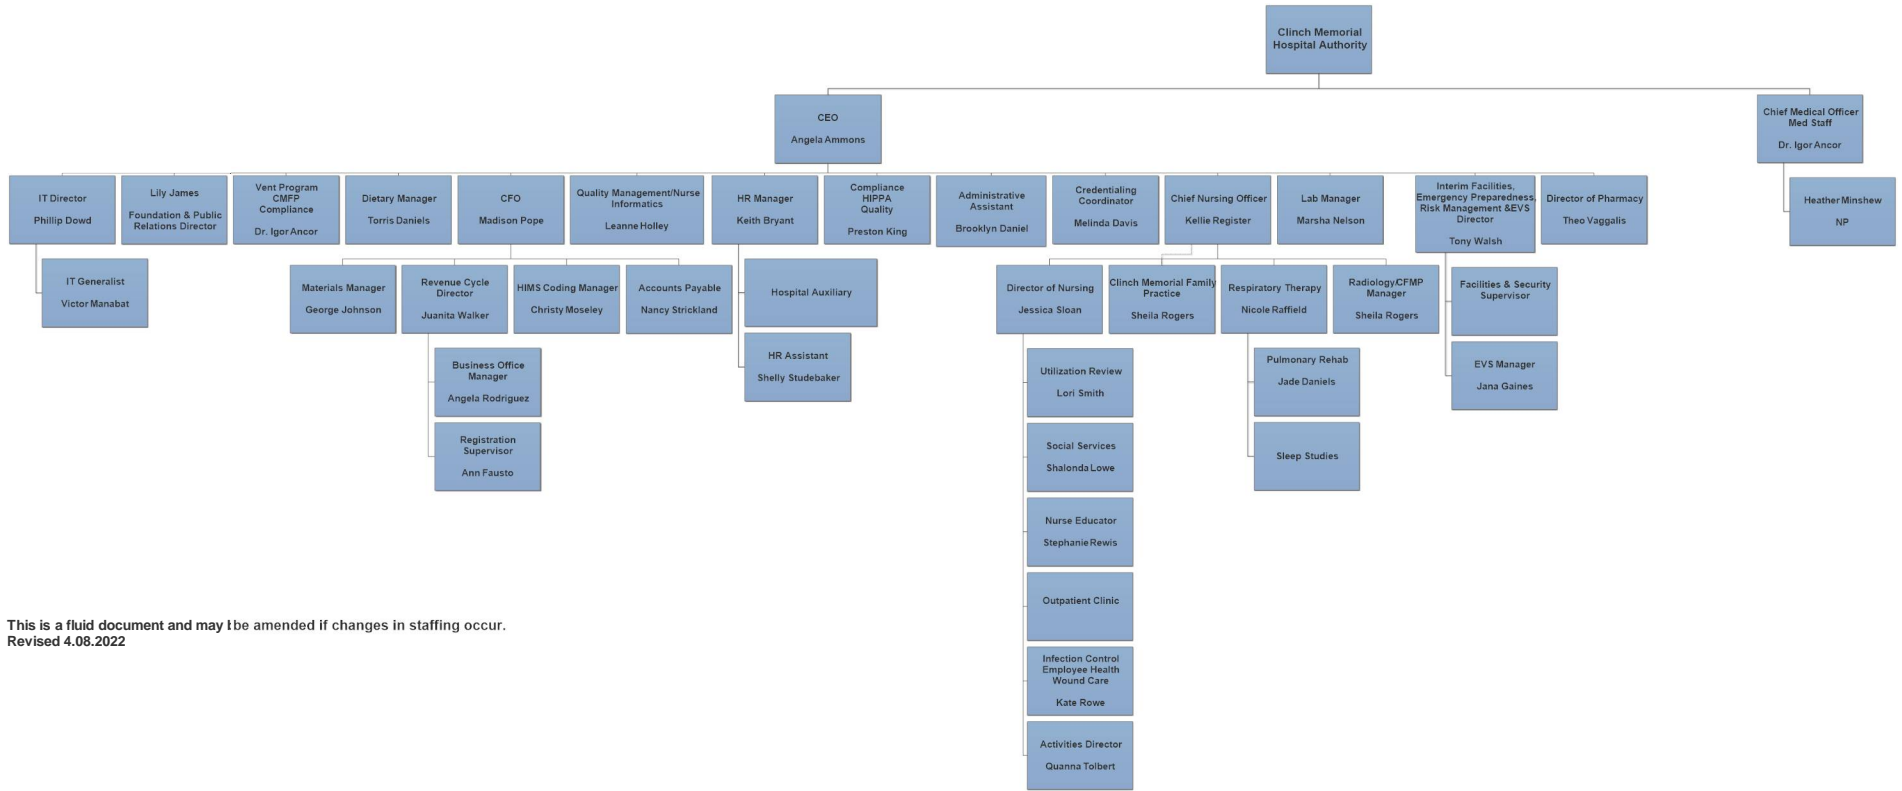 Clinch Memorial
Hospital Authority
CEO
Angela Ammons
Chief Medical Officer
Med Staff
Dr. Igor Ancor
IT Director
Phillip Dowd
Lily James
Foundation & Public
Relations Director
Vent Program
CMFP
Compliance
Dr. Igor Ancor
Dietary Manager
Torris Daniels
CFO
Madison Pope
Quality Management/Nurse
Informatics
Leanne Holley
HR Manager
Keith Bryant
Compliance
HIPPA
Quality
Preston King
Administrative
Assistant
Brooklyn Daniel
Credentialing
Coordinator
Melinda Davis
Chief Nursing Officer
Kellie Register
Lab Manager
Marsha Nelson
Interim Facilities,
Emergency Preparedness,
Risk Management &EVS
Director
Tony Walsh
Director of Pharmacy
Theo Vaggalis
Heather Minshew
NP
IT Generalist
Victor Manabat
Materials Manager
George Johnson
Revenue Cycle
Director
Juanita Walker
HIMS Coding Manager
Christy Moseley
Accounts Payable
Nancy Strickland
Hospital Auxiliary
HR Assistant
Shelly Studebaker
Director of Nursing
Jessica Sloan
Clinch Memorial Family
Practice
Sheila Rogers
Respiratory Therapy
Nicole Raffield
Radiology/CFMP
Manager
Sheila Rogers
Facilities & Security
Supervisor
EVS Manager
Jana Gaines
Business Office
Manager
Angela Rodriguez
Registration
Supervisor
Ann Fausto
Utilization Review
Lori Smith
Social Services
Shalonda Lowe
Nurse Educator
Stephanie Rewis
Outpatient Clinic
Infection Control
Employee Health
Wound Care
Kate Rowe
Activities Director
Quanna Tolbert
Pulmonary Rehab
Jade Daniels
Sleep Studies
This is a fluid document and may be amended if changes in staffing occur.
Revised 4.08.2022